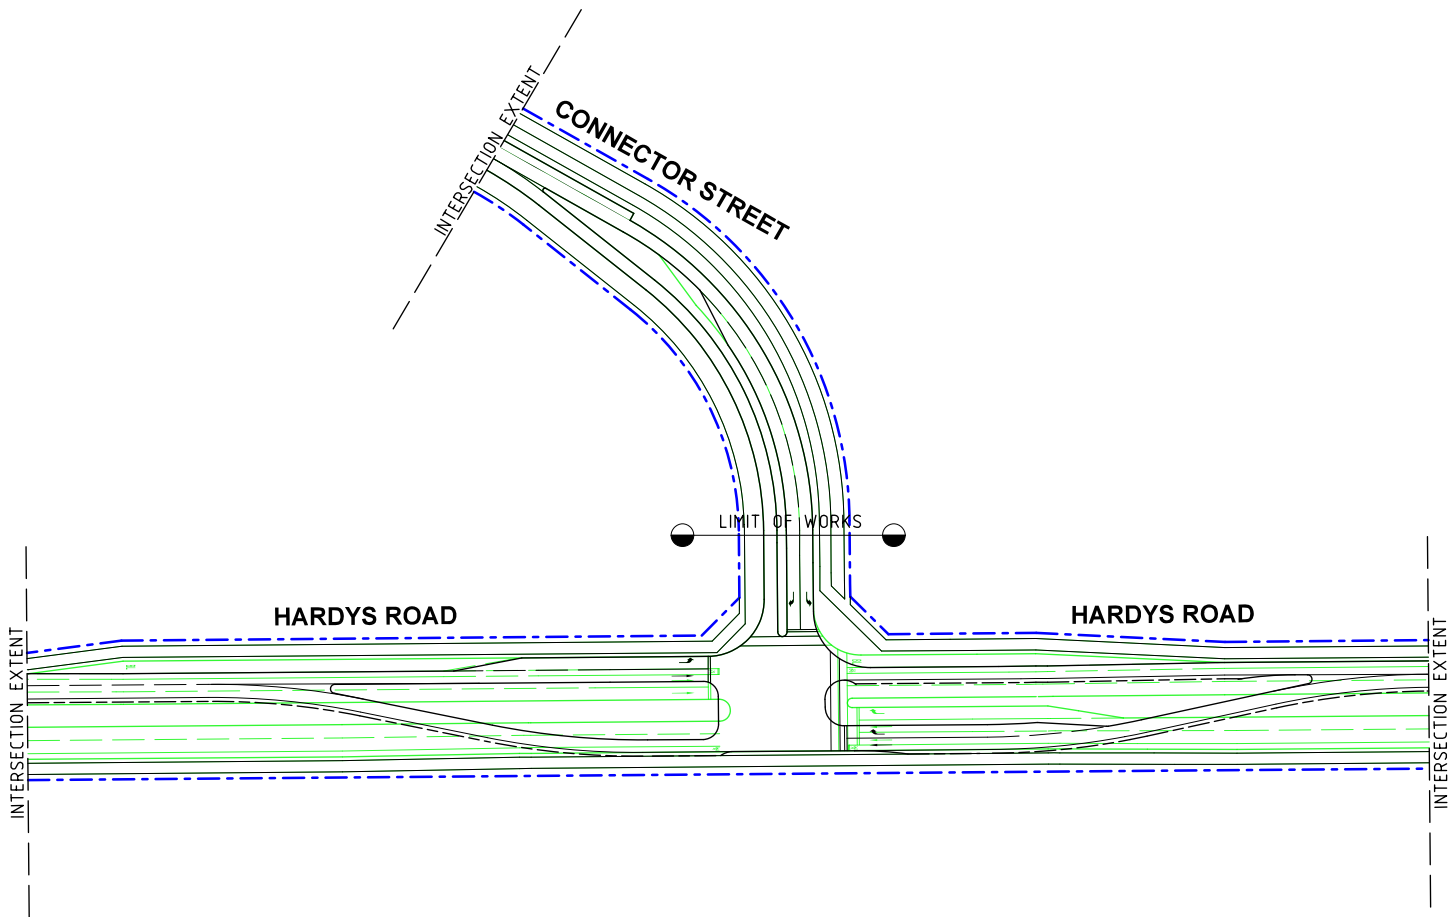 INTERSECTION EXTENT
CONNECTOR STREET
LIMIT OF WORKS
HARDYS ROAD
HARDYS ROAD
INTERSECTION EXTENT
INTERSECTION EXTENT